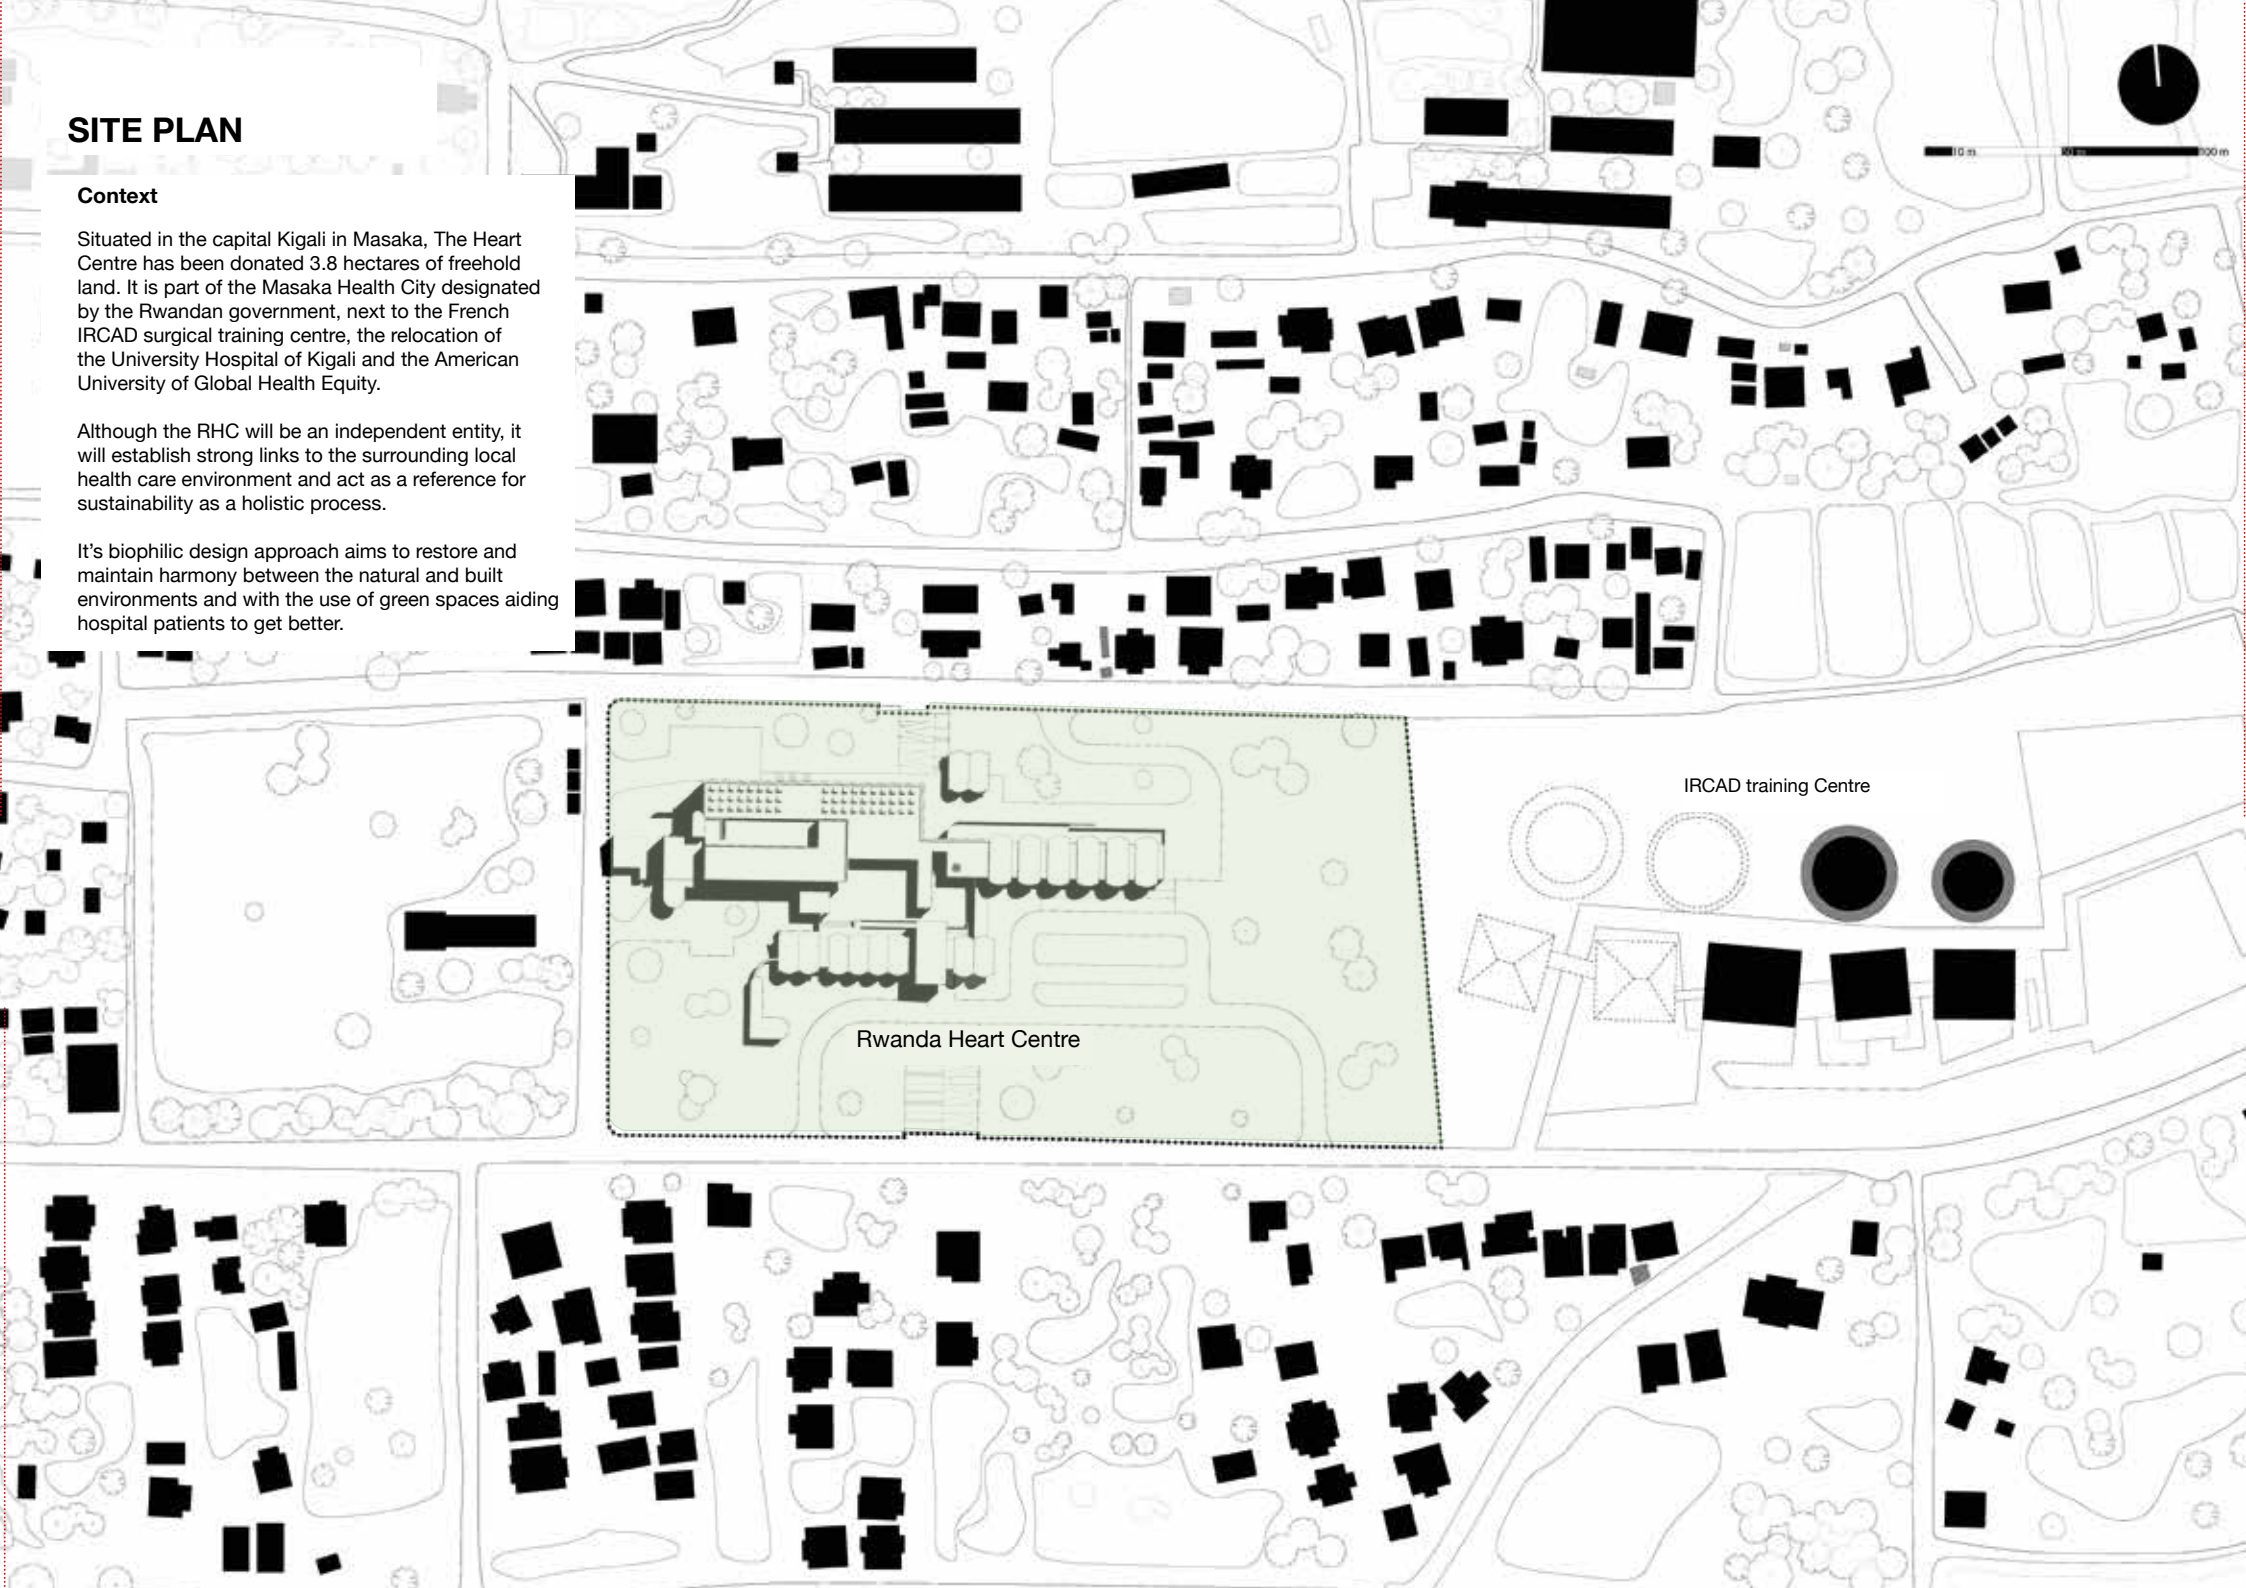 SITE PLAN
Context
Situated in the capital Kigali in Masaka, The Heart
Centre has been donated 3.8 hectares of freehold
land. It is part of the Masaka Health City designated
by the Rwandan government, next to the French
IRCAD surgical training centre, the relocation of
the University Hospital of Kigali and the American
University of Global Health Equity.
Although the RHC will be an independent entity, it
will establish strong links to the surrounding local
health care environment and act as a reference for
sustainability as a holistic process.
It’s biophilic design approach aims to restore and
maintain harmony between the natural and built
environments and with the use of green spaces aiding
hospital patients to get better.
10 m
100 m
IRCAD training Centre
Rwanda Heart Centre